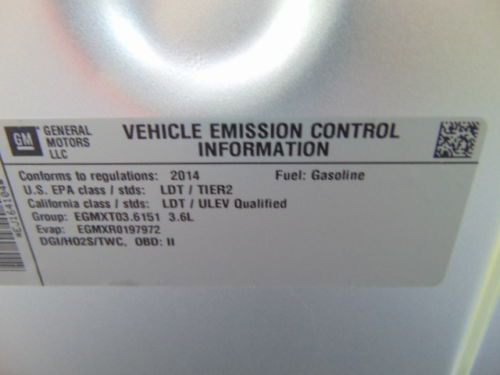 GM GENERAL MOTORS LLC
VEHICLE EMISSION CONTROL INFORMATION
Conforms to regulations: 2014 Fuel: Gasoline
U.S. EPA class / stds: LDT / TIER2
California class / stds: LDT / ULEV Qualified
Group: EGMXT03.6151 3.6L
Evap: EGMXR0197972
DGI/HO2S/TWC, OBD: II